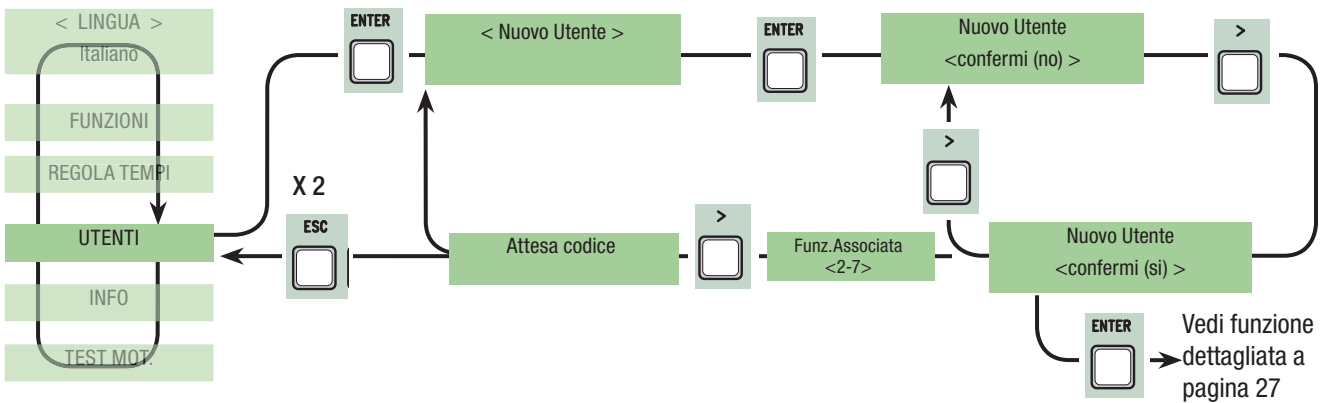 < LINGUA >
Italiano
FUNZIONI
REGOLA TEMPI
UTENTI
INFO
TEST MOT.
ENTER
< Nuovo Utente >
ENTER
Nuovo Utente
<confermi (no) >
>
>
X 2
ESC
Attesa codice
>
Funz.Associata
<2-7>
Nuovo Utente
<confermi (si) >
ENTER
Vedi funzione
dettagliata a
pagina 27